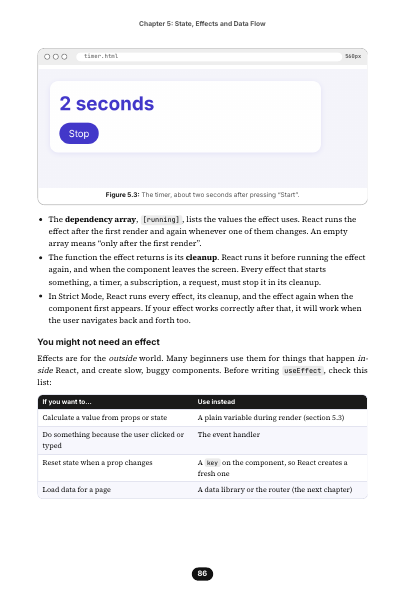 Chapter 5: State, Effects and Data Flow
timer.html
560px
2 seconds
Stop
Figure 5.3: The timer, about two seconds after pressing “Start”.
• The dependency array, [running], lists the values the effect uses. React runs the
effect after the first render and again whenever one of them changes. An empty
array means “only after the first render”.
• The function the effect returns is its cleanup. React runs it before running the effect
again, and when the component leaves the screen. Every effect that starts
something, a timer, a subscription, a request, must stop it in its cleanup.
• In Strict Mode, React runs every effect, its cleanup, and the effect again when the
component first appears. If your effect works correctly after that, it will work when
the user navigates back and forth too.
You might not need an effect
Effects are for the outside world. Many beginners use them for things that happen in-
side React, and create slow, buggy components. Before writing useEffect, check this
list:
If you want to… Use instead
Calculate a value from props or state A plain variable during render (section 5.3)
Do something because the user clicked or The event handler
typed
Reset state when a prop changes A key on the component, so React creates a
fresh one
Load data for a page A data library or the router (the next chapter)
86